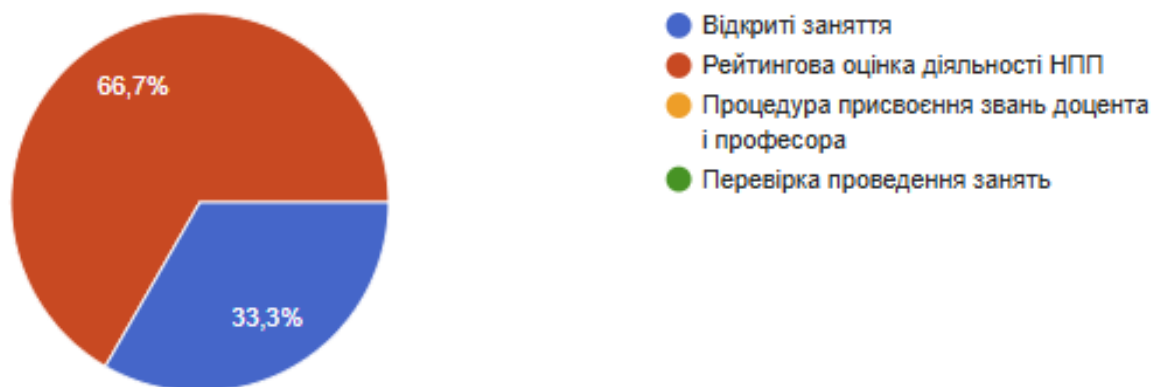 66,7%
33,3%
Відкриті заняття
Рейтингова оцінка діяльності НПП
Процедура присвоєння звань доцента
і професора
Перевірка проведення занять